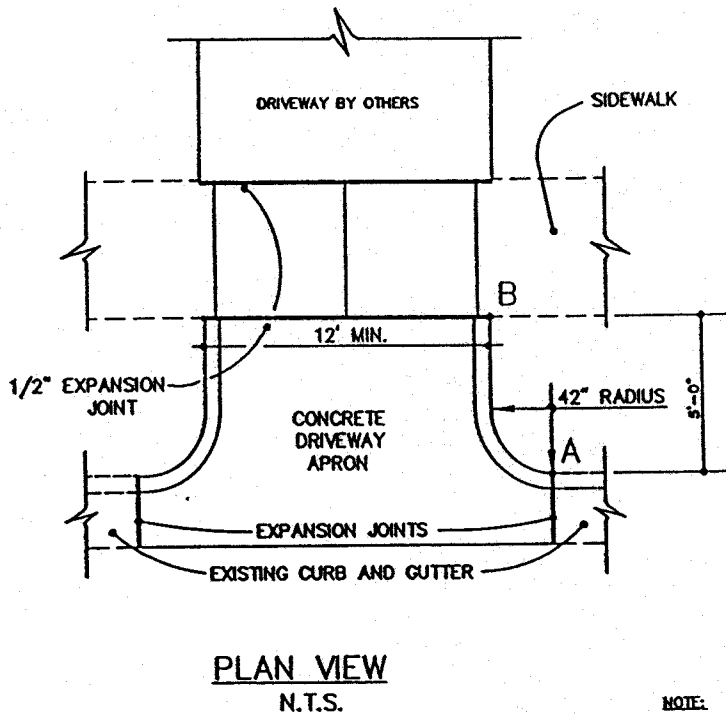 DRIVEWAY BY OTHERS
SIDEWALK
B
12' MIN.
1/2" EXPANSION
JOINT
42" RADIUS
5'-0"
CONCRETE
DRIVEWAY
APRON
A
EXPANSION JOINTS
EXISTING CURB AND GUTTER
PLAN VIEW
N.T.S.
NOTE: